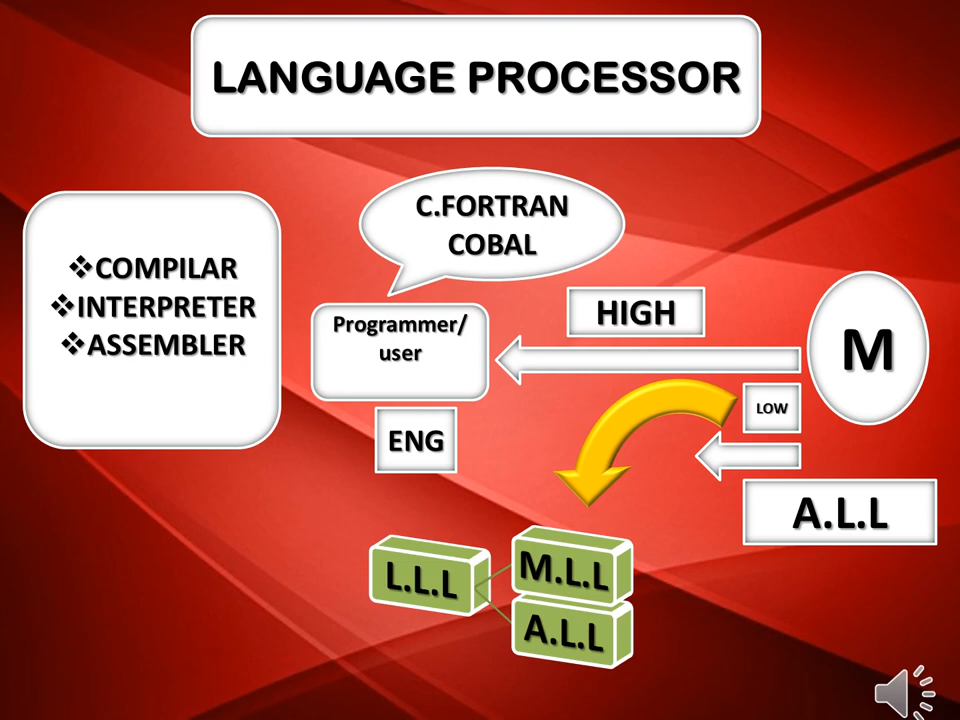 LANGUAGE PROCESSOR
C.FORTRAN
COBAL
❖COMPILAR
❖INTERPRETER
❖ASSEMBLER
Programmer/
user
HIGH
M
LOW
ENG
A.L.L
L.L.L
M.L.L
A.L.L